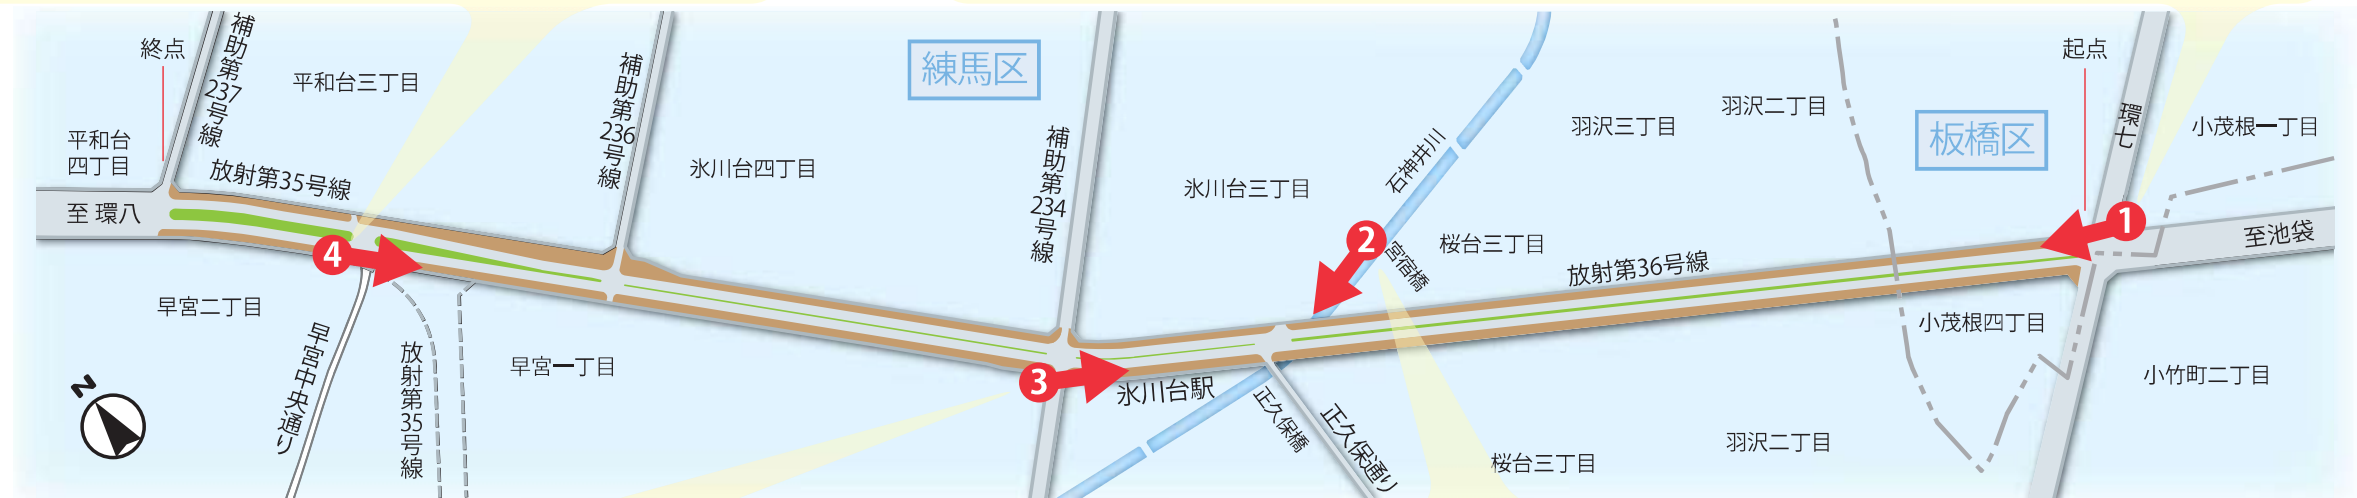 終点
補助第237号線
平和台三丁目
平和台
四丁目
放射第35号線
至 環八
補助第236号線
練馬区
氷川台四丁目
補助第234号線
氷川台三丁目
石神井川
羽沢三丁目
羽沢二丁目
起点
板橋区
環七
小茂根一丁目
1
至池袋
2
宮宿橋
桜台三丁目
放射第36号線
4
早宮二丁目
早宮中央通り
放射第35号線
早宮一丁目
3
氷川台駅
正久保橋
正久保通り
桜台三丁目
羽沢二丁目
小茂根四丁目
小竹町二丁目
N